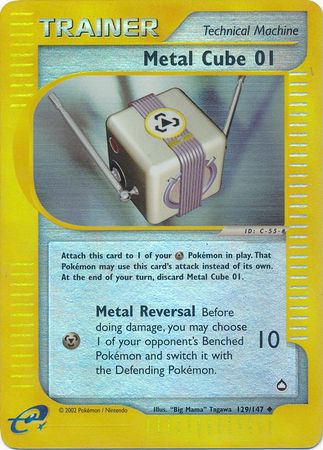 TRAINER Technical Machine
Metal Cube 01
ID: C-55-
Attach this card to 1 of your Pokémon in play. That
Pokémon may use this card's attack instead of its own.
At the end of your turn, discard Metal Cube 01.
Metal Reversal Before
doing damage, you may choose
1 of your opponent's Benched
Pokémon and switch it with
the Defending Pokémon.
10
© 2002 Pokémon / Nintendo Illus. "Big Mama" Tagawa 129/147